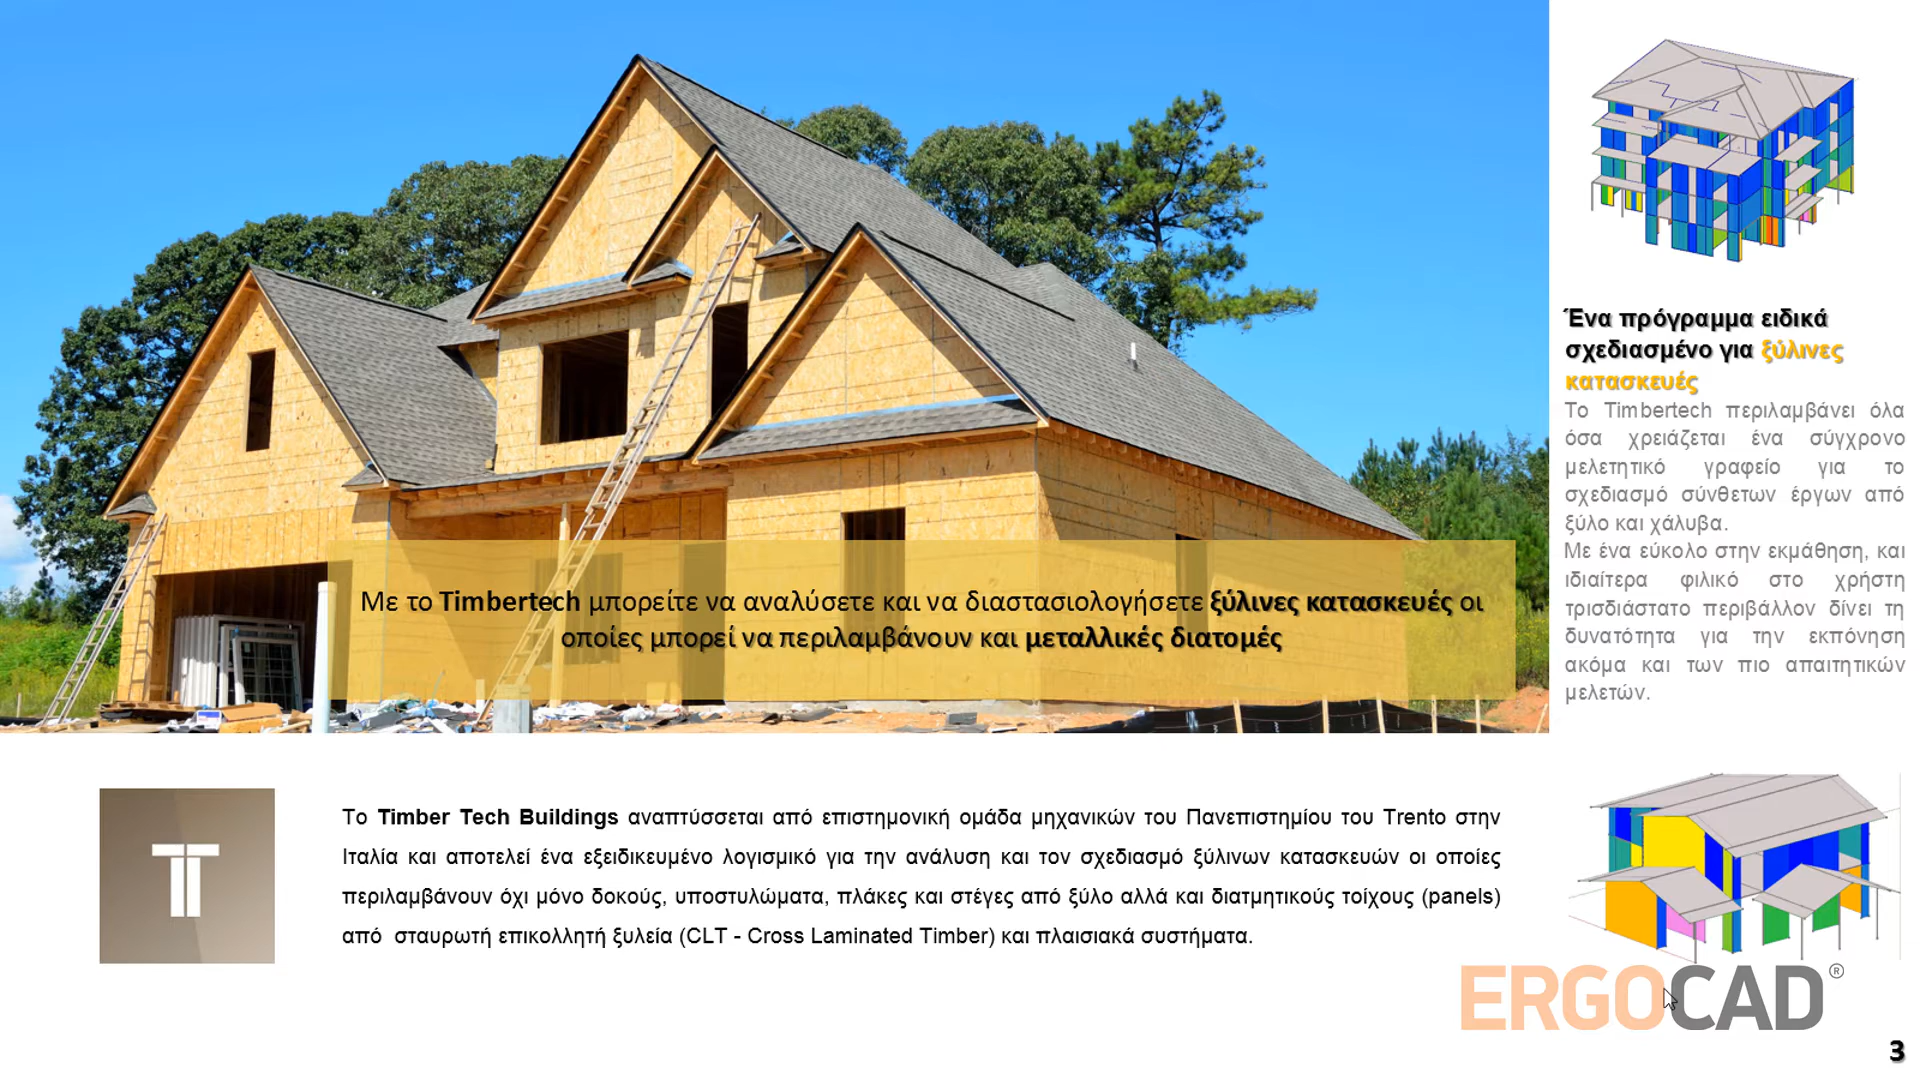 Με το Timbertech μπορείτε να αναλύσετε και να διαστασιολογήσετε ξύλινες κατασκευές οι
οποίες μπορεί να περιλαμβάνουν και μεταλλικές διατομές
Ένα πρόγραμμα ειδικά
σχεδιασμένο για ξύλινες
κατασκευές
Το Timbertech περιλαμβάνει όλα
όσα χρειάζεται ένα σύγχρονο
μελετητικό γραφείο για το
σχεδιασμό σύνθετων έργων από
ξύλο και χάλυβα.
Με ένα εύκολο στην εκμάθηση, και
ιδιαίτερα φιλικό στο χρήστη
τρισδιάστατο περιβάλλον δίνει τη
δυνατότητα για την εκπόνηση
ακόμα και των πιο απαιτητικών
μελετών.
Το Timber Tech Buildings αναπτύσσεται από επιστημονική ομάδα μηχανικών του Πανεπιστημίου του Trento στην
Ιταλία και αποτελεί ένα εξειδικευμένο λογισμικό για την ανάλυση και τον σχεδιασμό ξύλινων κατασκευών οι οποίες
περιλαμβάνουν όχι μόνο δοκούς, υποστυλώματα, πλάκες και στέγες από ξύλο αλλά και διατμητικούς τοίχους (panels)
από σταυρωτή επικολλητή ξυλεία (CLT - Cross Laminated Timber) και πλαισιακά συστήματα.
ERGOCAD®
3